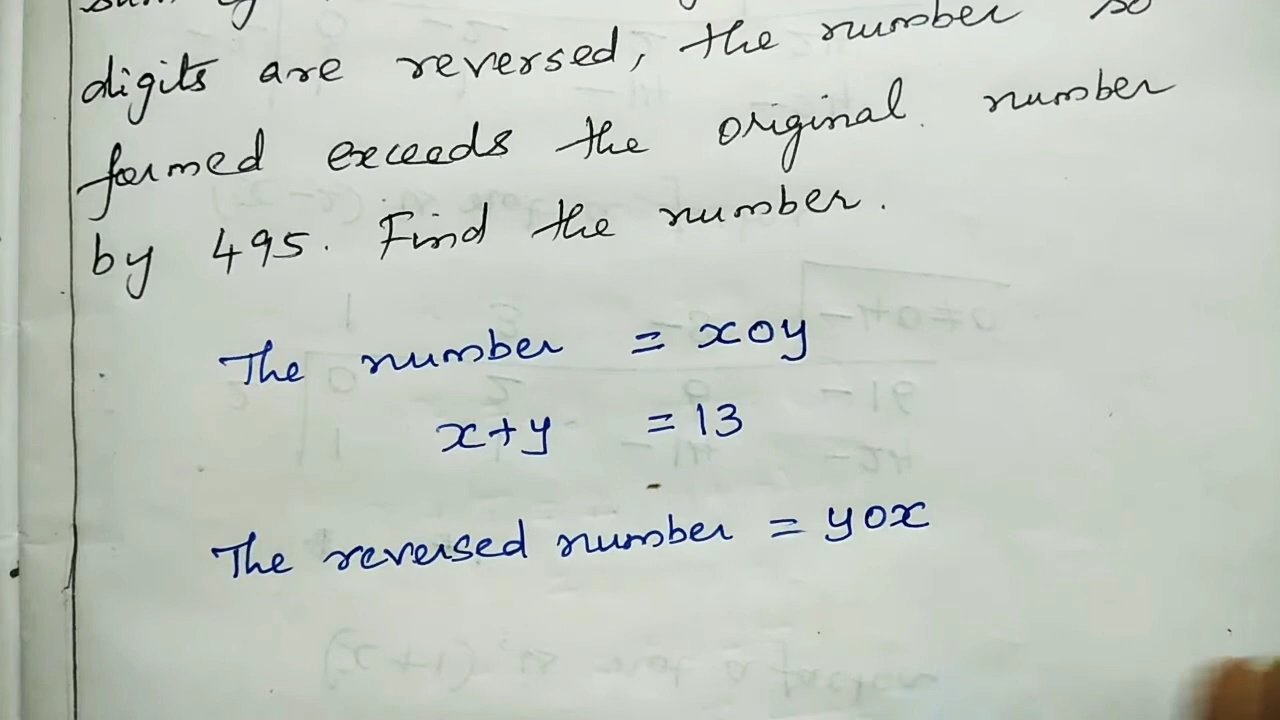 digits are reversed, the number so
formed exceeds the original number
by 495. Find the number.
The number = x0y
x+y = 13
The reversed number = y0x